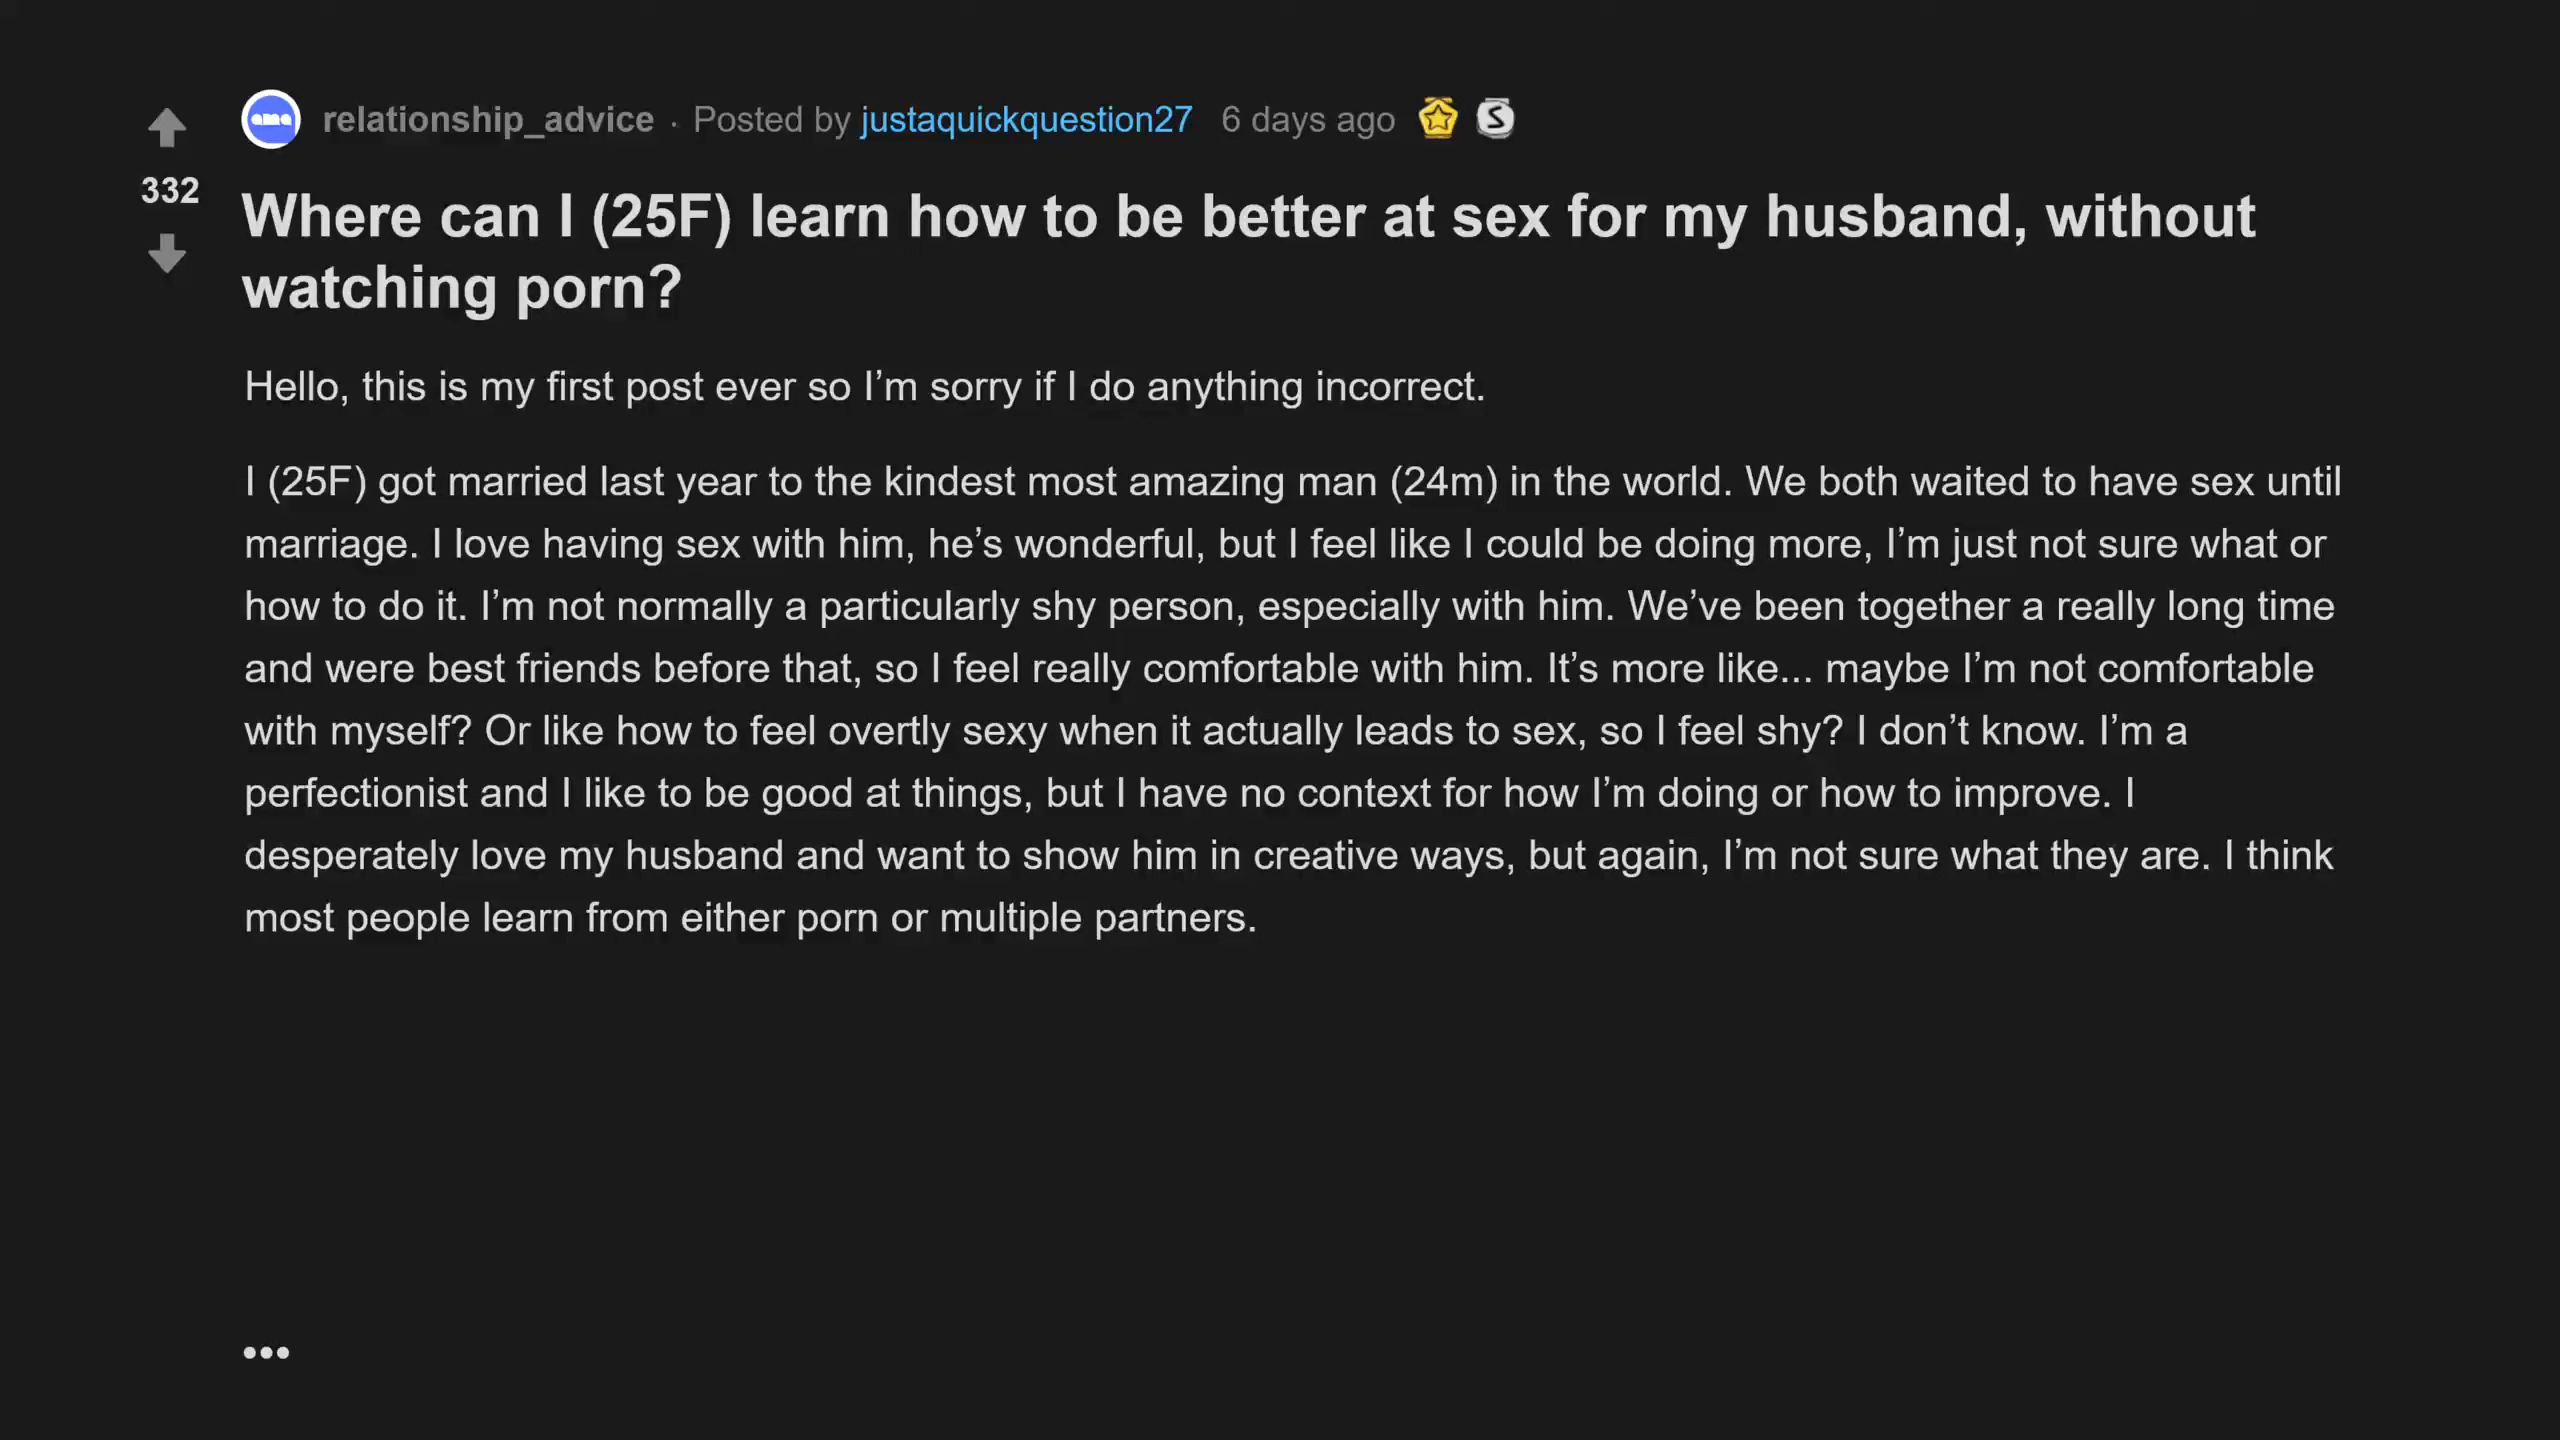 relationship_advice · Posted by justaquickquestion27 6 days ago
332
Where can I (25F) learn how to be better at sex for my husband, without
watching porn?
Hello, this is my first post ever so I’m sorry if I do anything incorrect.
I (25F) got married last year to the kindest most amazing man (24m) in the world. We both waited to have sex until
marriage. I love having sex with him, he’s wonderful, but I feel like I could be doing more, I’m just not sure what or
how to do it. I’m not normally a particularly shy person, especially with him. We’ve been together a really long time
and were best friends before that, so I feel really comfortable with him. It’s more like... maybe I’m not comfortable
with myself? Or like how to feel overtly sexy when it actually leads to sex, so I feel shy? I don’t know. I’m a
perfectionist and I like to be good at things, but I have no context for how I’m doing or how to improve. I
desperately love my husband and want to show him in creative ways, but again, I’m not sure what they are. I think
most people learn from either porn or multiple partners.